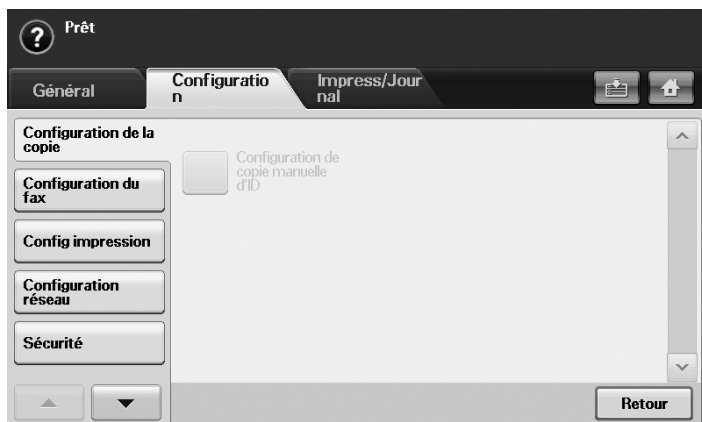 Prêt
Général
Configuratio
n
Impress/Jour
nal
Configuration de la
copie
Configuration de
copie manuelle
d'ID
Configuration du
fax
Config impression
Configuration
réseau
Sécurité
Retour